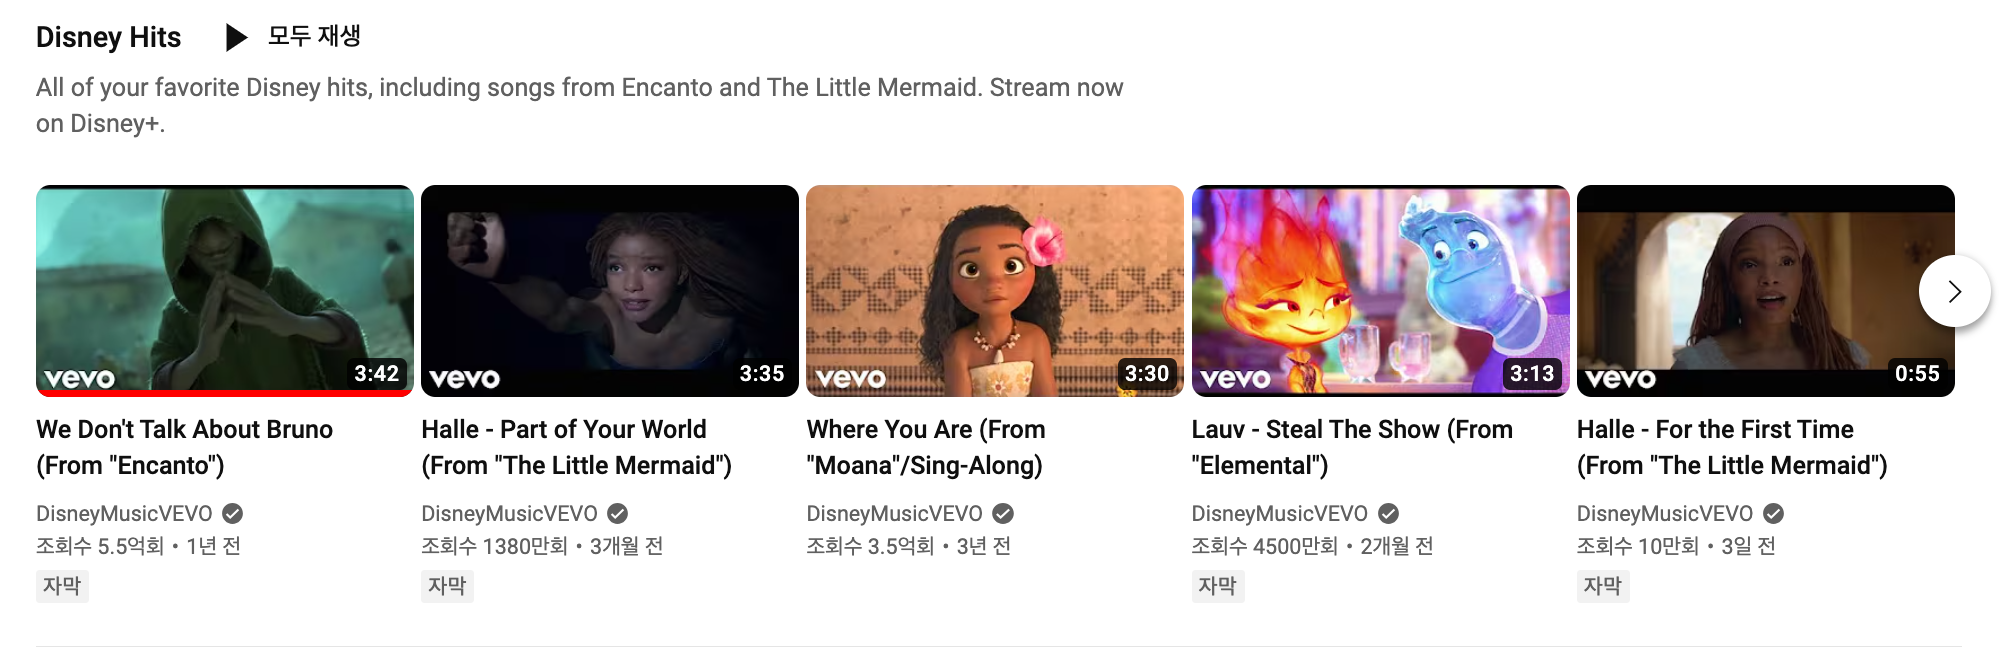 Disney Hits
모두 재생
All of your favorite Disney hits, including songs from Encanto and The Little Mermaid. Stream now
on Disney+.
vevo
3:42
We Don't Talk About Bruno
(From "Encanto")
DisneyMusicVEVO
조회수 5.5억회 • 1년 전
자막
vevo
3:35
Halle - Part of Your World
(From "The Little Mermaid")
DisneyMusicVEVO
조회수 1380만회 • 3개월 전
자막
vevo
3:30
Where You Are (From
"Moana"/Sing-Along)
DisneyMusicVEVO
조회수 3.5억회 • 3년 전
vevo
3:13
Lauv - Steal The Show (From
"Elemental")
DisneyMusicVEVO
조회수 4500만회 • 2개월 전
자막
vevo
0:55
Halle - For the First Time
(From "The Little Mermaid")
DisneyMusicVEVO
조회수 10만회 • 3일 전
자막